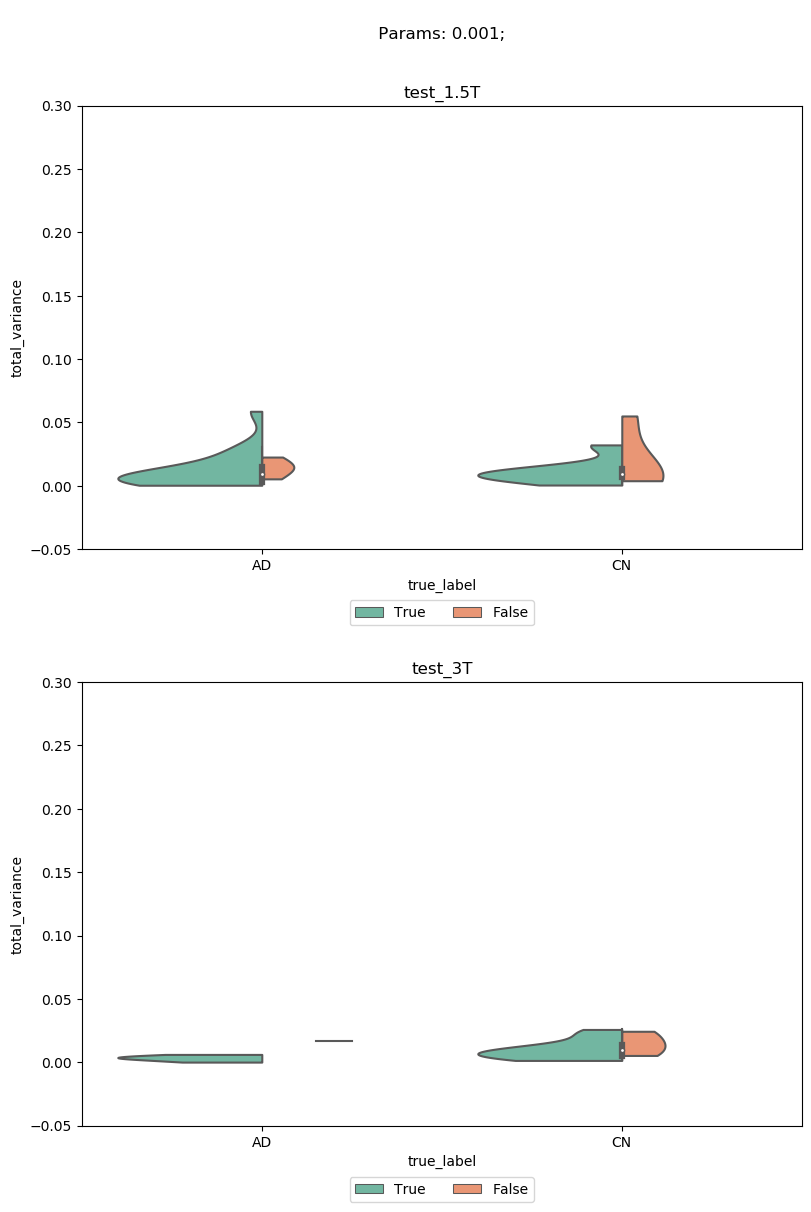 Params: 0.001;
test_1.5T
0.30
0.25
0.20
0.15
0.10
0.05
0.00
−0.05
total_variance
AD CN
true_label
True False
test_3T
0.30
0.25
0.20
0.15
0.10
0.05
0.00
−0.05
total_variance
AD CN
true_label
True False